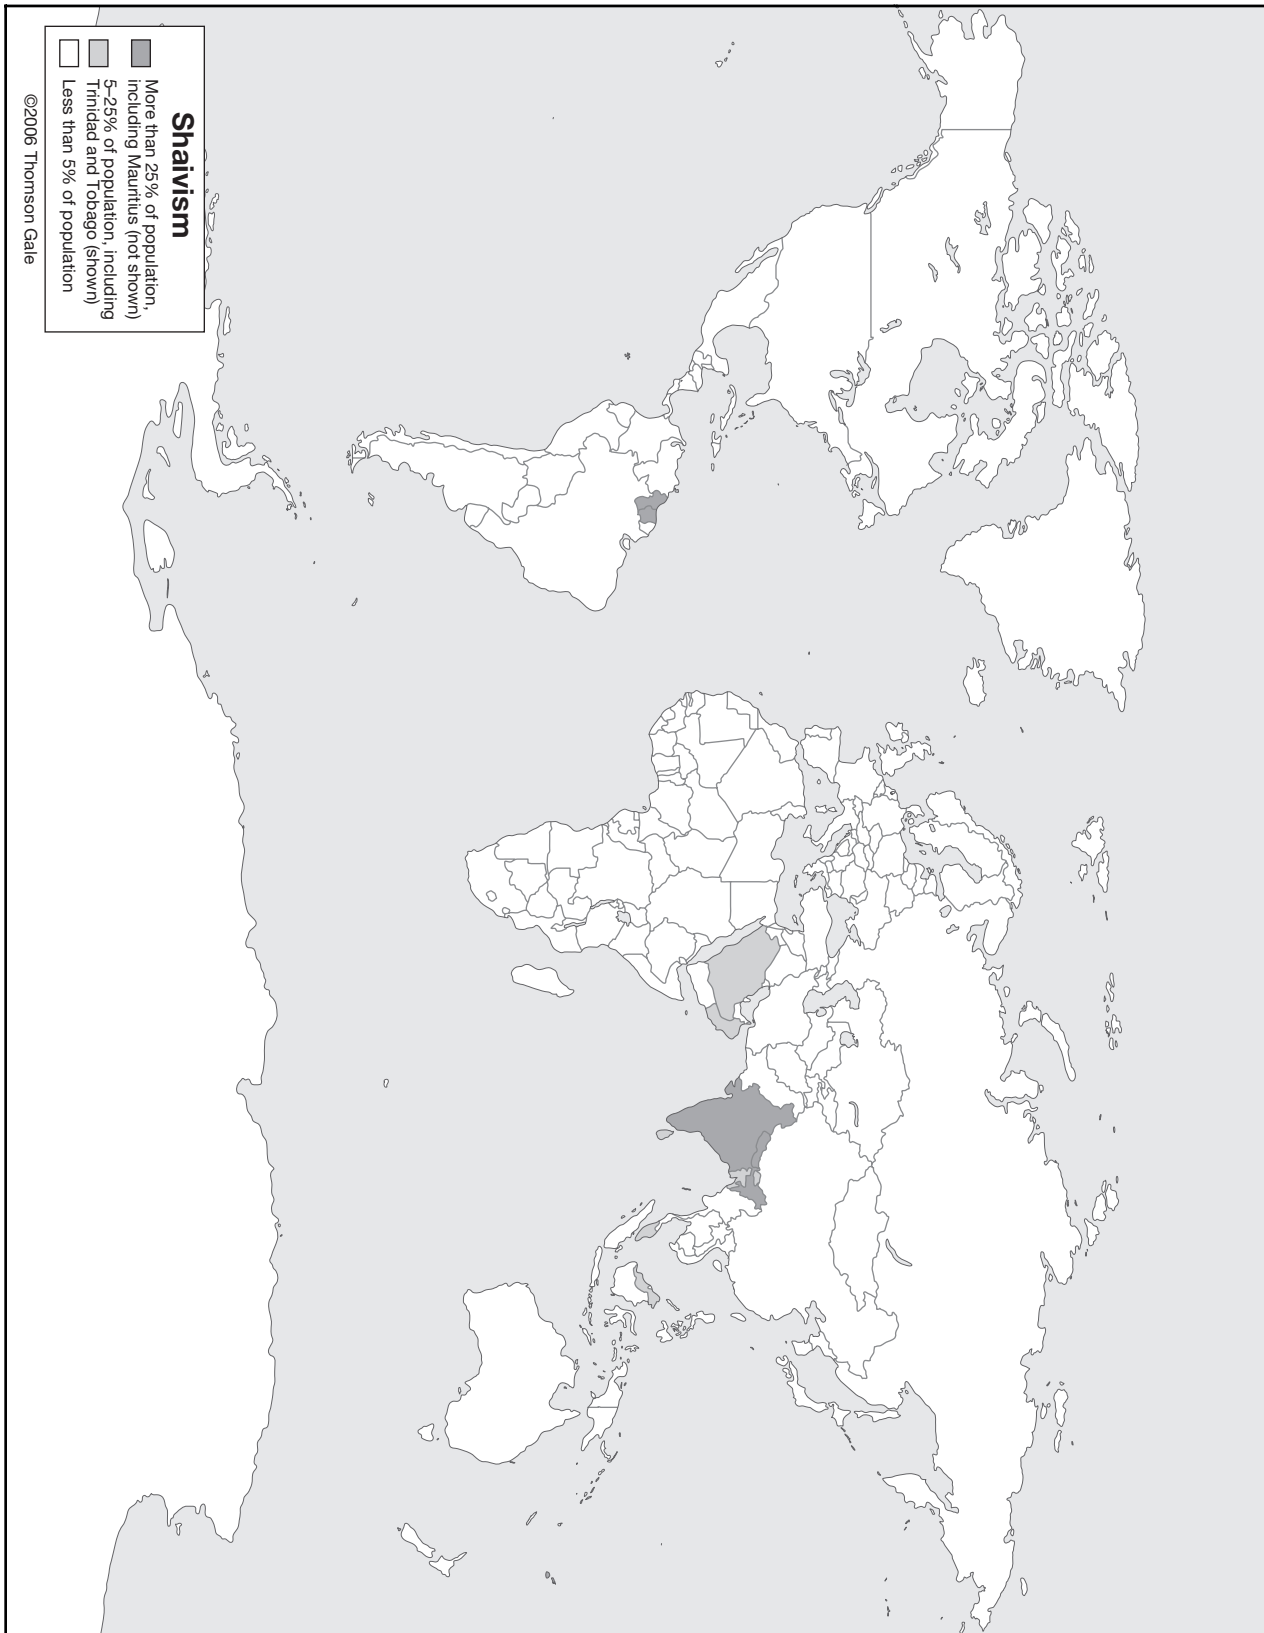 Shaivism
More than 25% of population,
including Mauritius (not shown)
5–25% of population, including
Trinidad and Tobago (shown)
Less than 5% of population
©2006 Thomson Gale